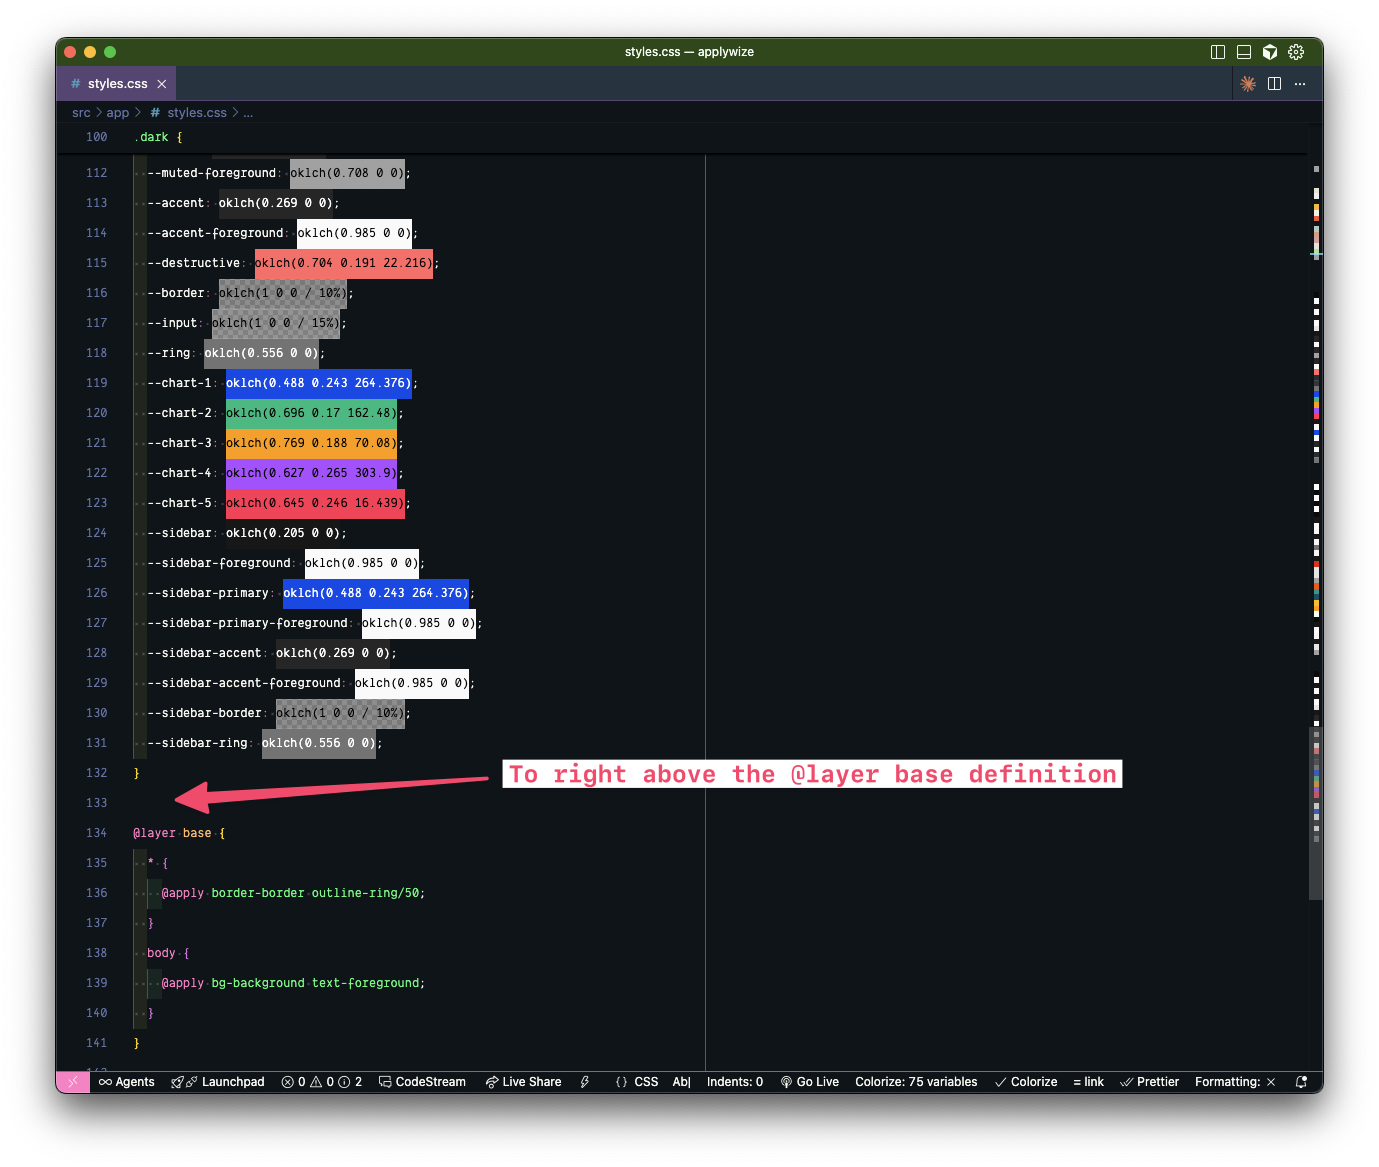 styles.css — applywize
# styles.css ×
src > app > # styles.css > ...
100 .dark {
112 --muted-foreground: oklch(0.708 0 0);
113 --accent: oklch(0.269 0 0);
114 --accent-foreground: oklch(0.985 0 0);
115 --destructive: oklch(0.704 0.191 22.216);
116 --border: oklch(1 0 0 / 10%);
117 --input: oklch(1 0 0 / 15%);
118 --ring: oklch(0.556 0 0);
119 --chart-1: oklch(0.488 0.243 264.376);
120 --chart-2: oklch(0.696 0.17 162.48);
121 --chart-3: oklch(0.769 0.188 70.08);
122 --chart-4: oklch(0.627 0.265 303.9);
123 --chart-5: oklch(0.645 0.246 16.439);
124 --sidebar: oklch(0.205 0 0);
125 --sidebar-foreground: oklch(0.985 0 0);
126 --sidebar-primary: oklch(0.488 0.243 264.376);
127 --sidebar-primary-foreground: oklch(0.985 0 0);
128 --sidebar-accent: oklch(0.269 0 0);
129 --sidebar-accent-foreground: oklch(0.985 0 0);
130 --sidebar-border: oklch(1 0 0 / 10%);
131 --sidebar-ring: oklch(0.556 0 0);
132 }
To right above the @layer base definition
133
134 @layer base {
135 * {
136 @apply border-border outline-ring/50;
137 }
138 body {
139 @apply bg-background text-foreground;
140 }
141 }
Agents Launchpad 0 0 2 CodeStream Live Share {} CSS Ab| Indents: 0 Go Live Colorize: 75 variables Colorize = link Prettier Formatting: ×